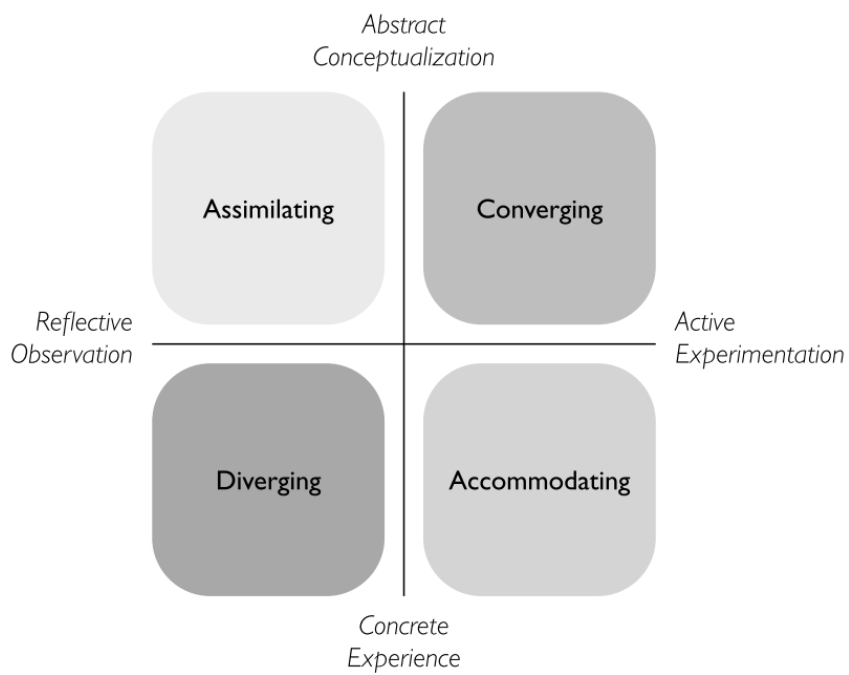 Abstract
Conceptualization
Assimilating
Converging
Reflective
Observation
Active
Experimentation
Diverging
Accommodating
Concrete
Experience